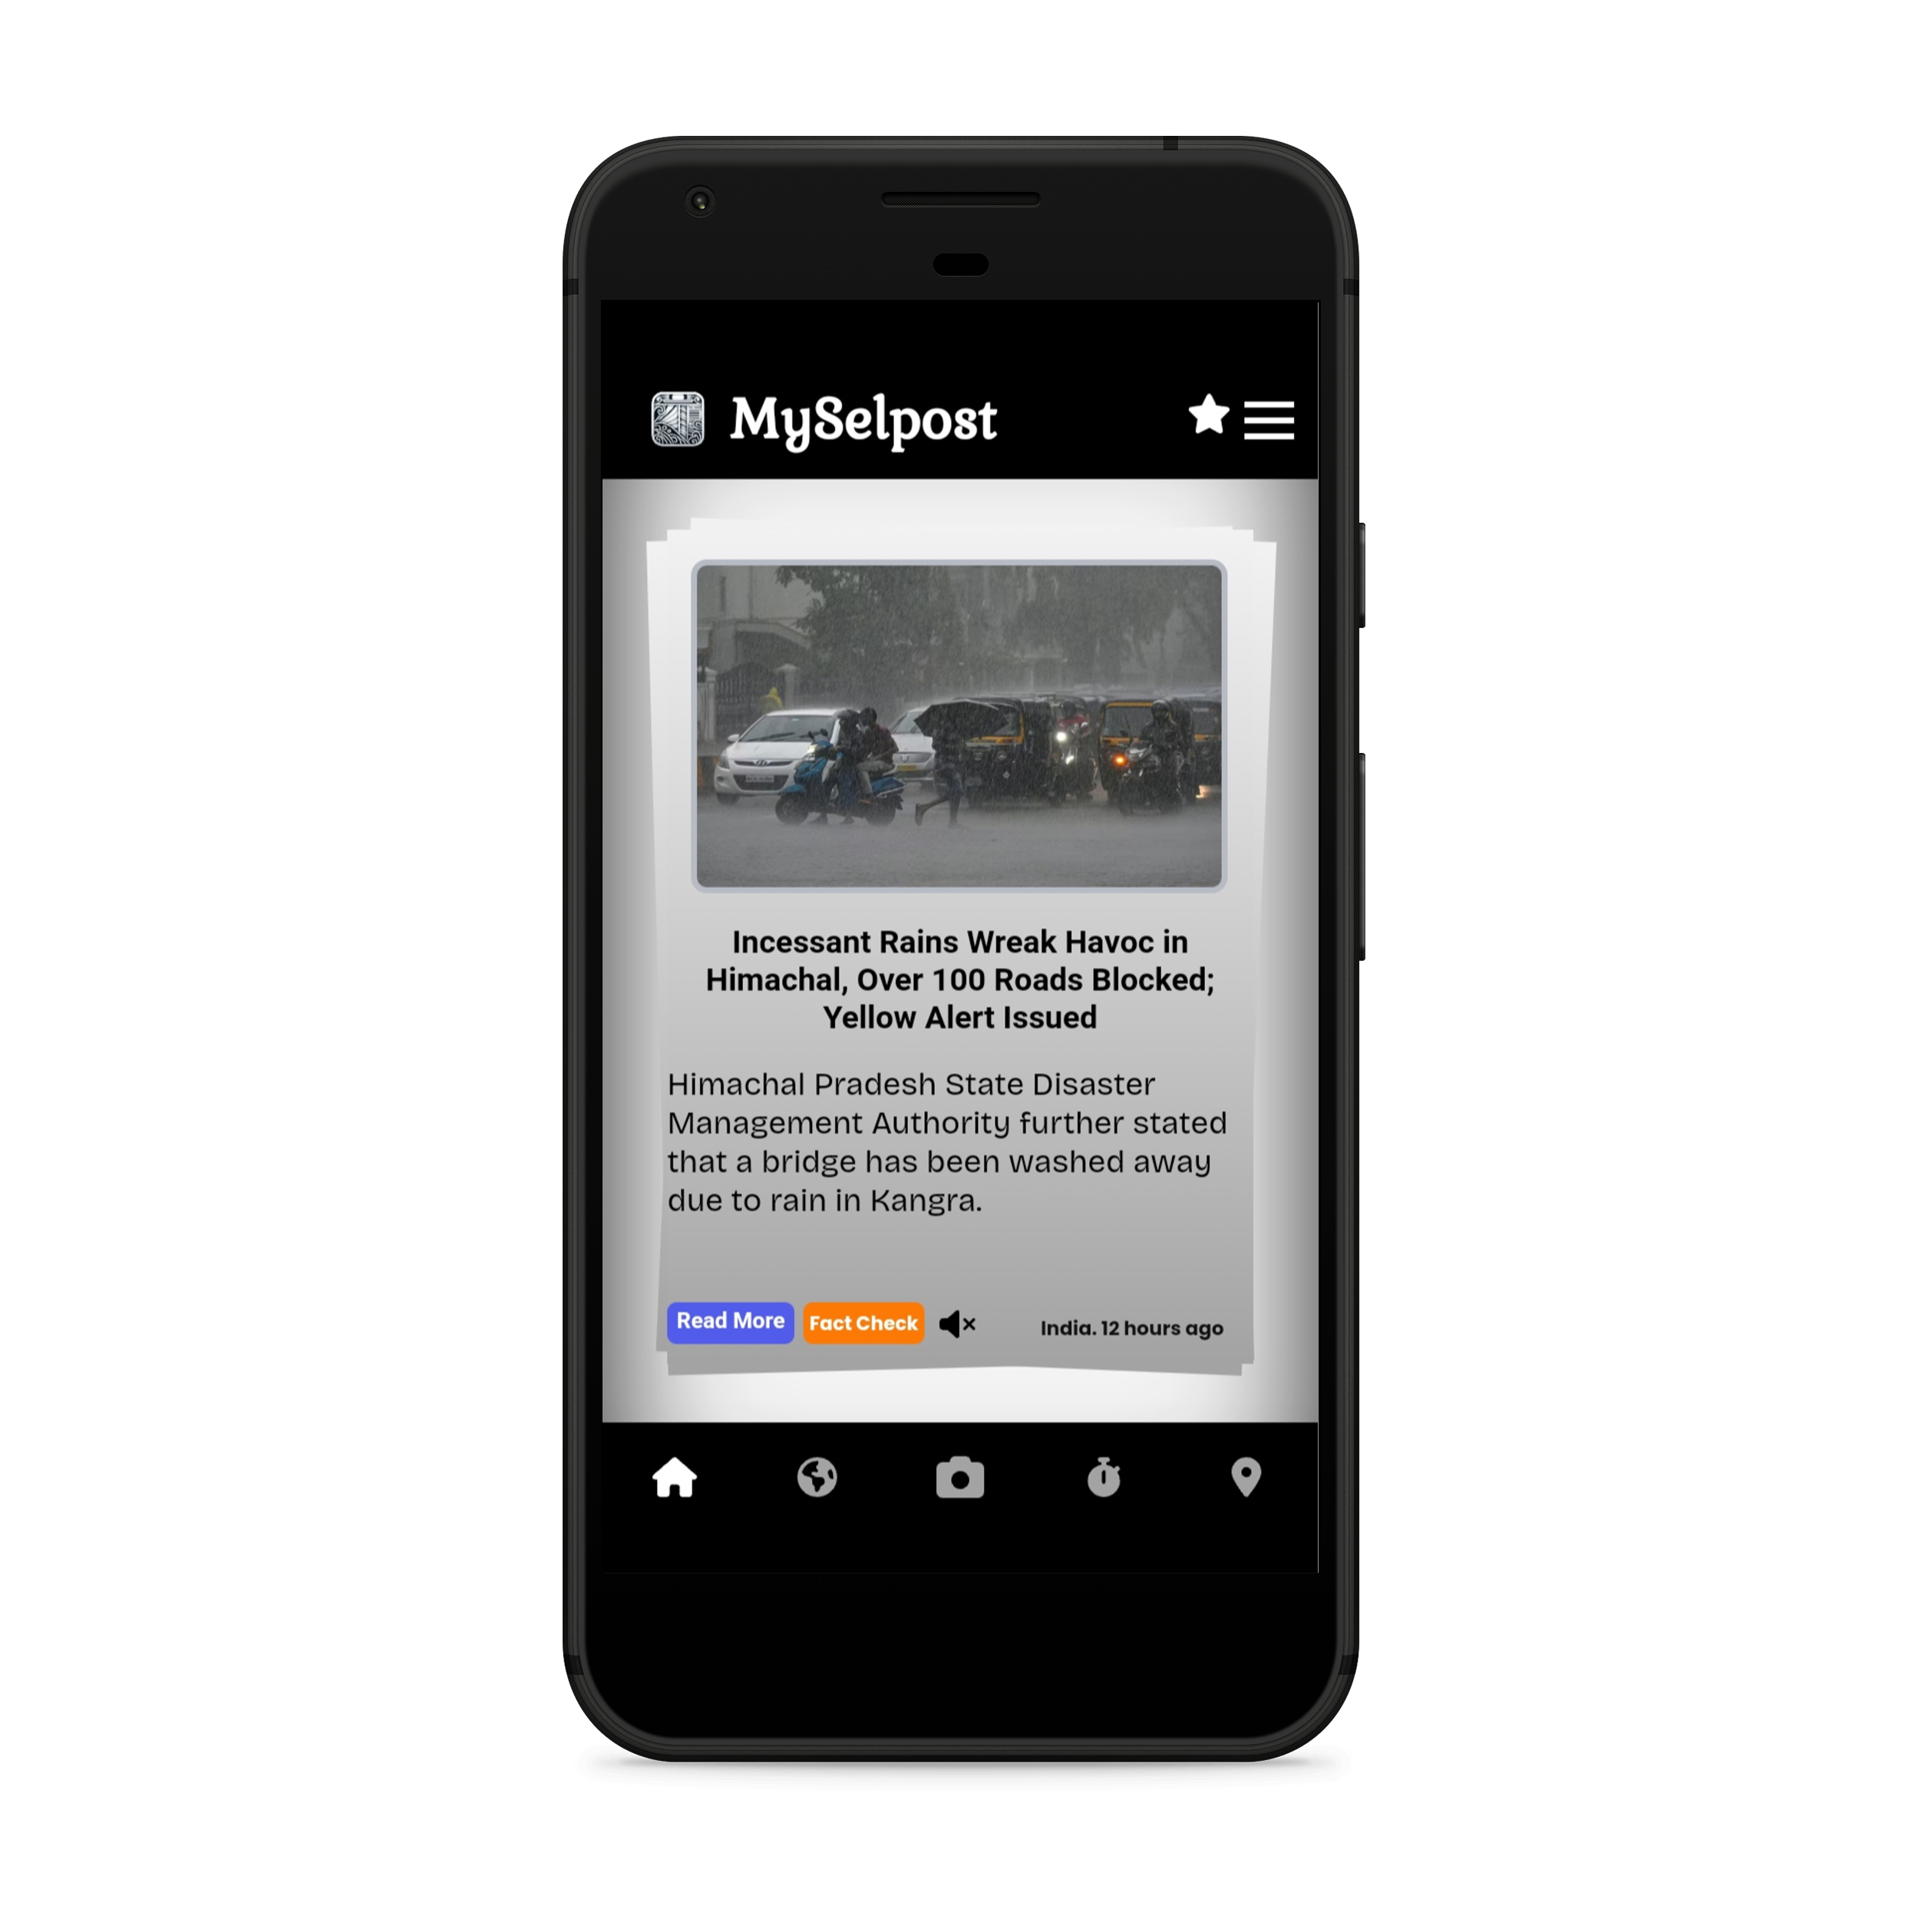 MySelpost
Incessant Rains Wreak Havoc in
Himachal, Over 100 Roads Blocked;
Yellow Alert Issued
Himachal Pradesh State Disaster
Management Authority further stated
that a bridge has been washed away
due to rain in Kangra.
Read More Fact Check India. 12 hours ago